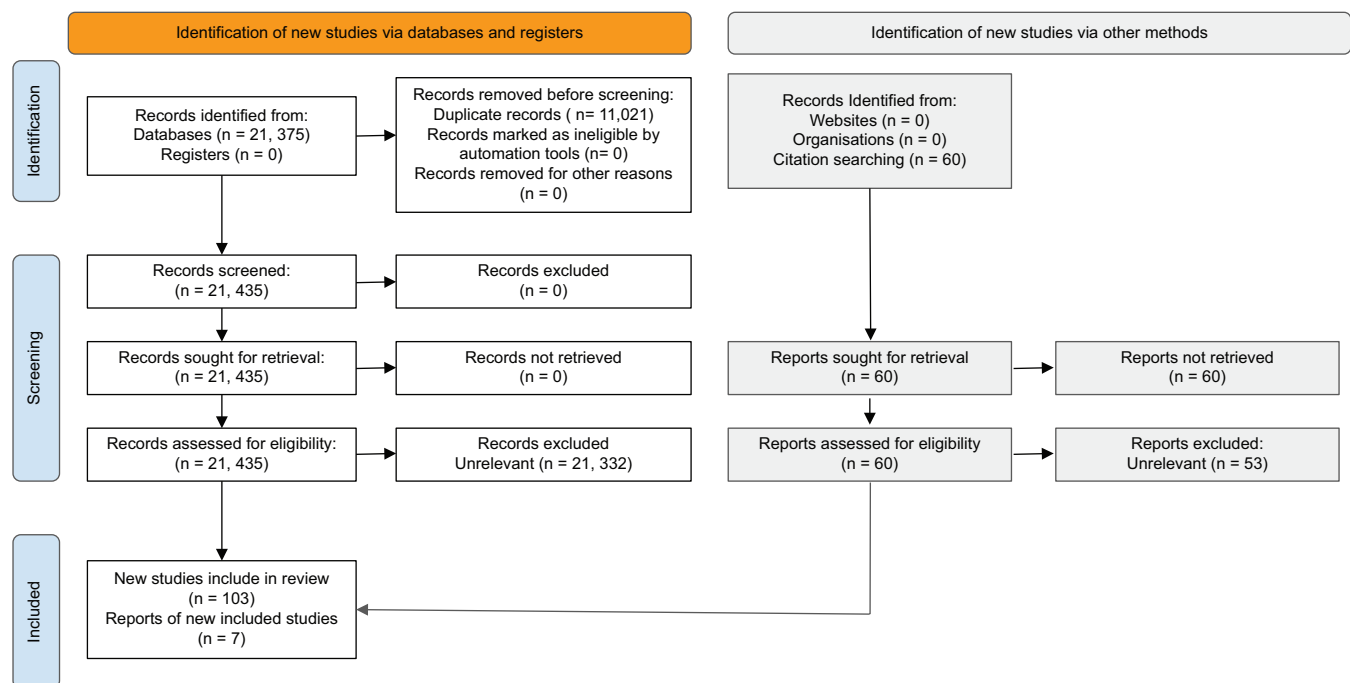 Identification of new studies via databases and registers
Identification of new studies via other methods
Identification
Records identified from:
Databases (n = 21, 375)
Registers (n = 0)
Records removed before screening:
Duplicate records ( n= 11,021)
Records marked as ineligible by
automation tools (n= 0)
Records removed for other reasons
(n = 0)
Records Identified from:
Websites (n = 0)
Organisations (n = 0)
Citation searching (n = 60)
Screening
Records screened:
(n = 21, 435)
Records excluded
(n = 0)
Records sought for retrieval:
(n = 21, 435)
Records not retrieved
(n = 0)
Reports sought for retrieval
(n = 60)
Reports not retrieved
(n = 60)
Records assessed for eligibility:
(n = 21, 435)
Records excluded
Unrelevant (n = 21, 332)
Reports assessed for eligibility
(n = 60)
Reports excluded:
Unrelevant (n = 53)
Included
New studies include in review
(n = 103)
Reports of new included studies
(n = 7)